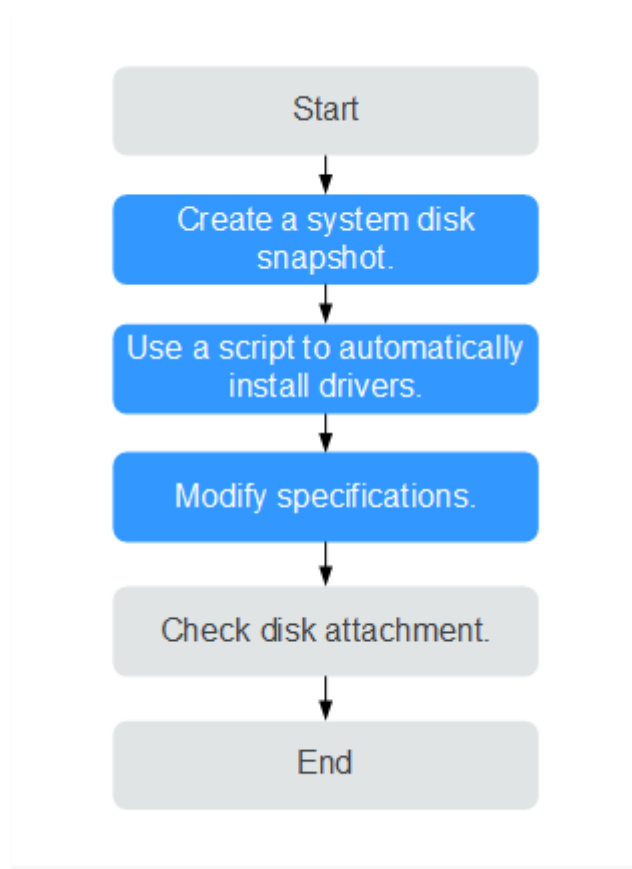 Start
Create a system disk
snapshot.
Use a script to automatically
install drivers.
Modify specifications.
Check disk attachment.
End